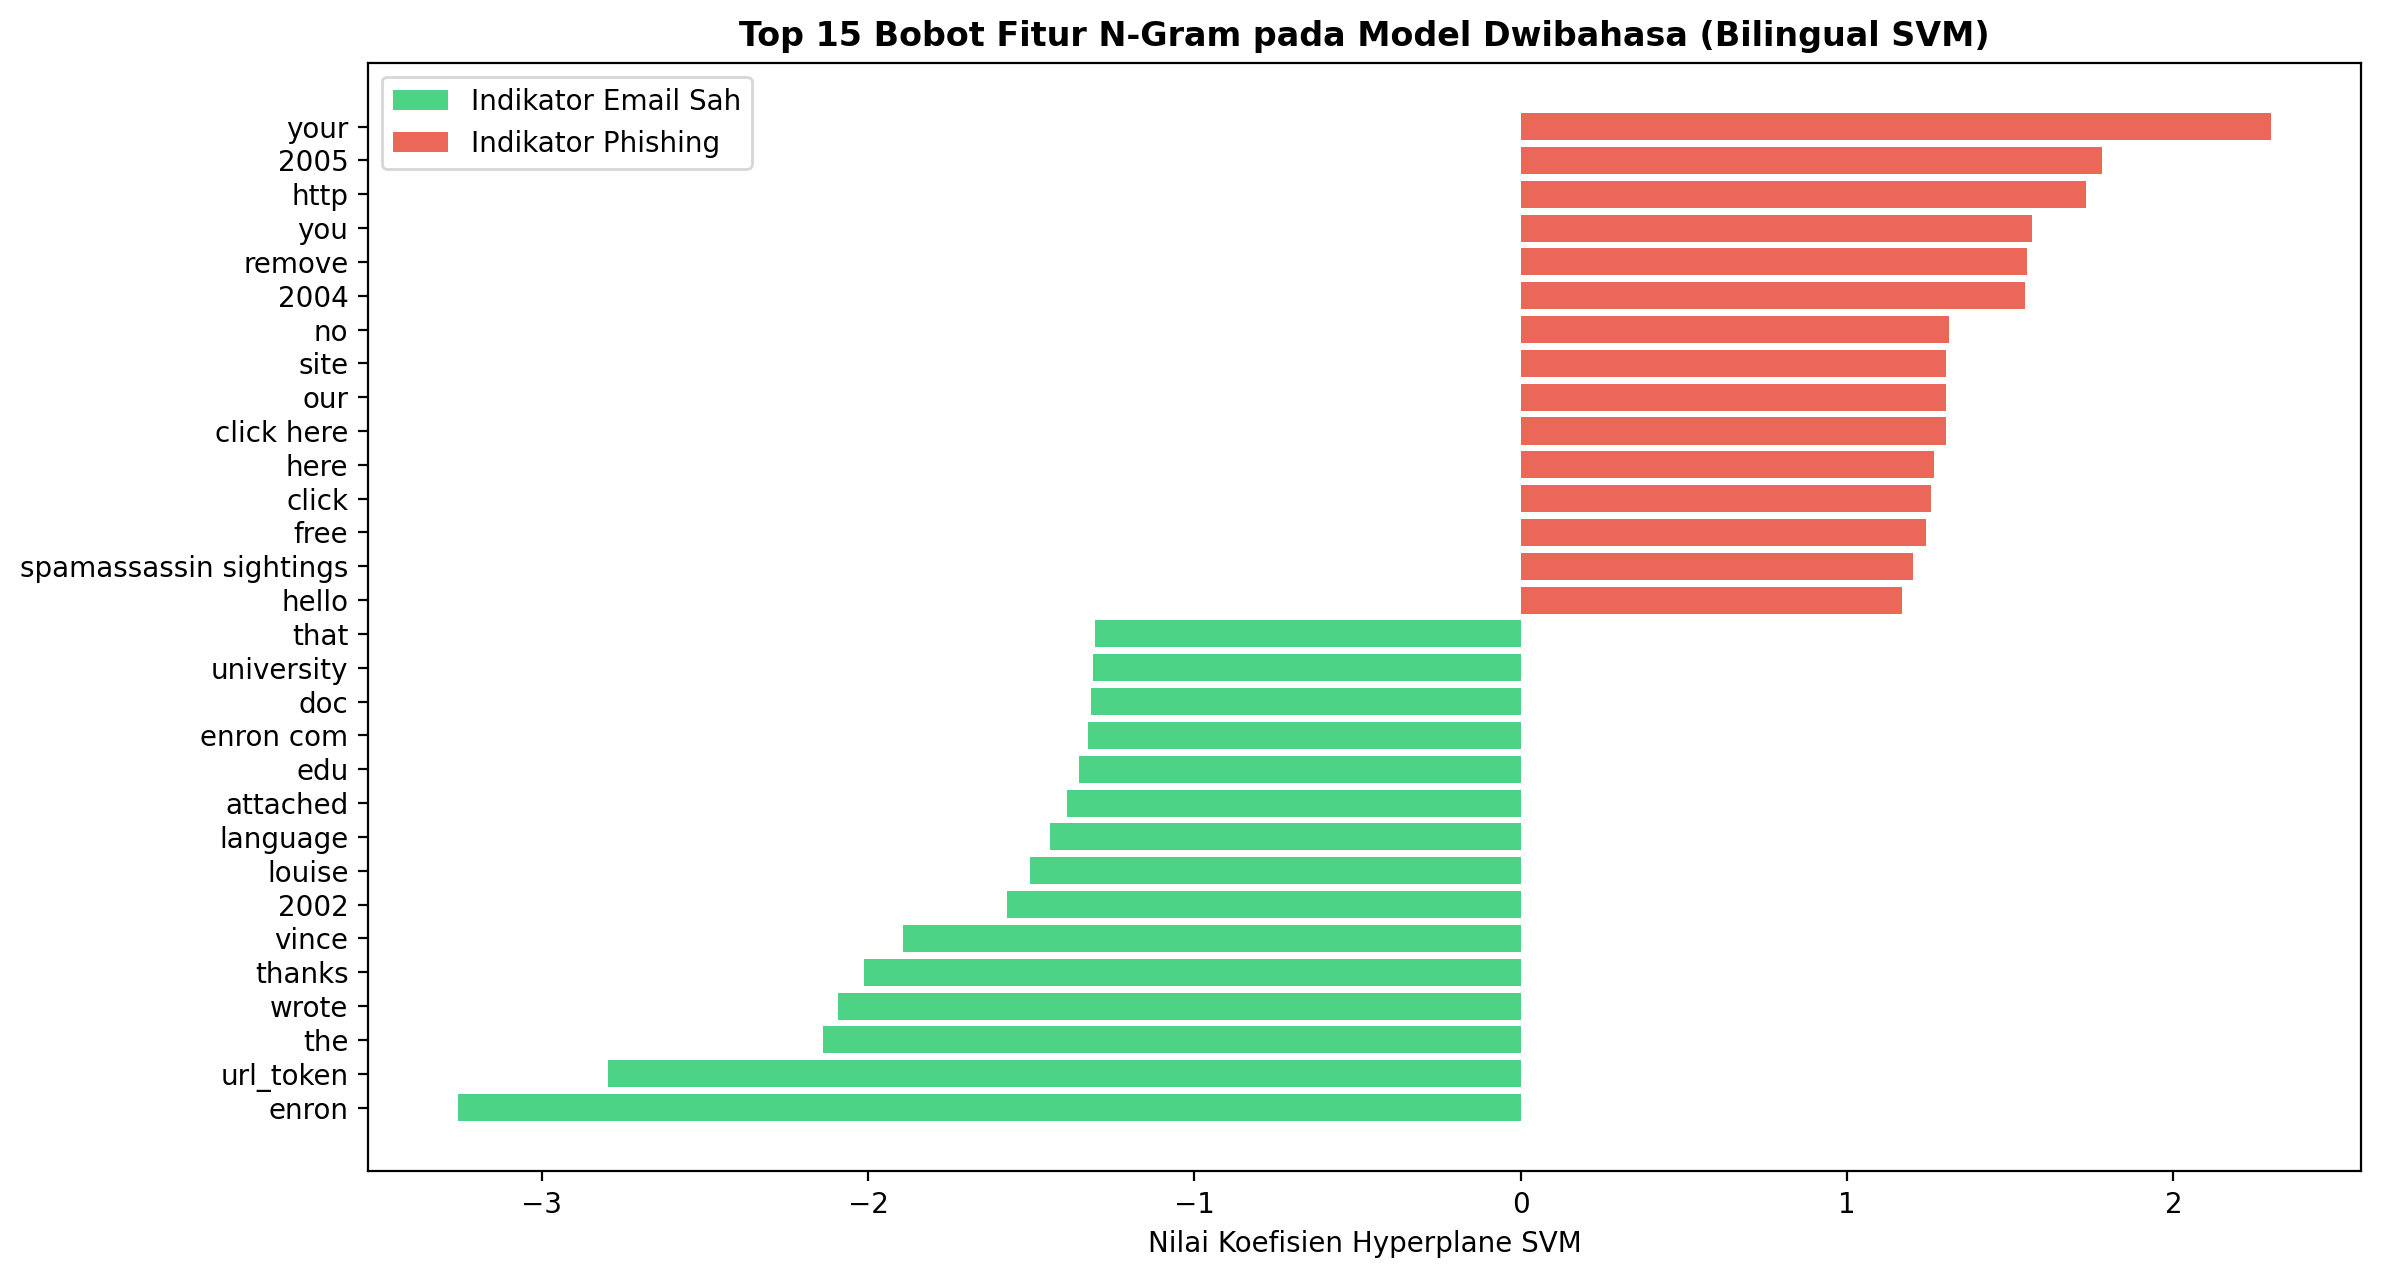 Top 15 Bobot Fitur N-Gram pada Model Dwibahasa (Bilingual SVM)
Indikator Email Sah
Indikator Phishing
your
2005
http
you
remove
2004
no
site
our
click here
here
click
free
spamassassin sightings
hello
that
university
doc
enron com
edu
attached
language
louise
2002
vince
thanks
wrote
the
url_token
enron
−3 −2 −1 0 1 2
Nilai Koefisien Hyperplane SVM